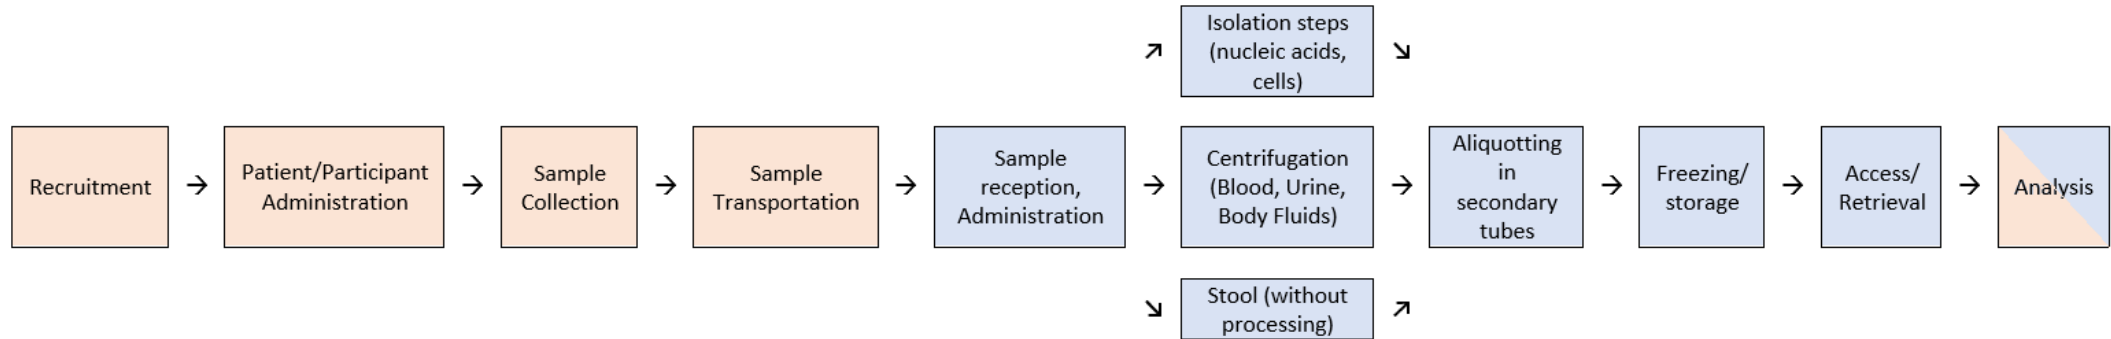 Recruitment
→
Patient/Participant
Administration
→
Sample
Collection
→
Sample
Transportation
→
Sample
reception,
Administration
↗
Isolation steps
(nucleic acids,
cells)
↘
→
Centrifugation
(Blood, Urine,
Body Fluids)
→
↘
Stool (without
processing)
↗
Aliquotting
in
secondary
tubes
→
Freezing/
storage
→
Access/
Retrieval
→
Analysis